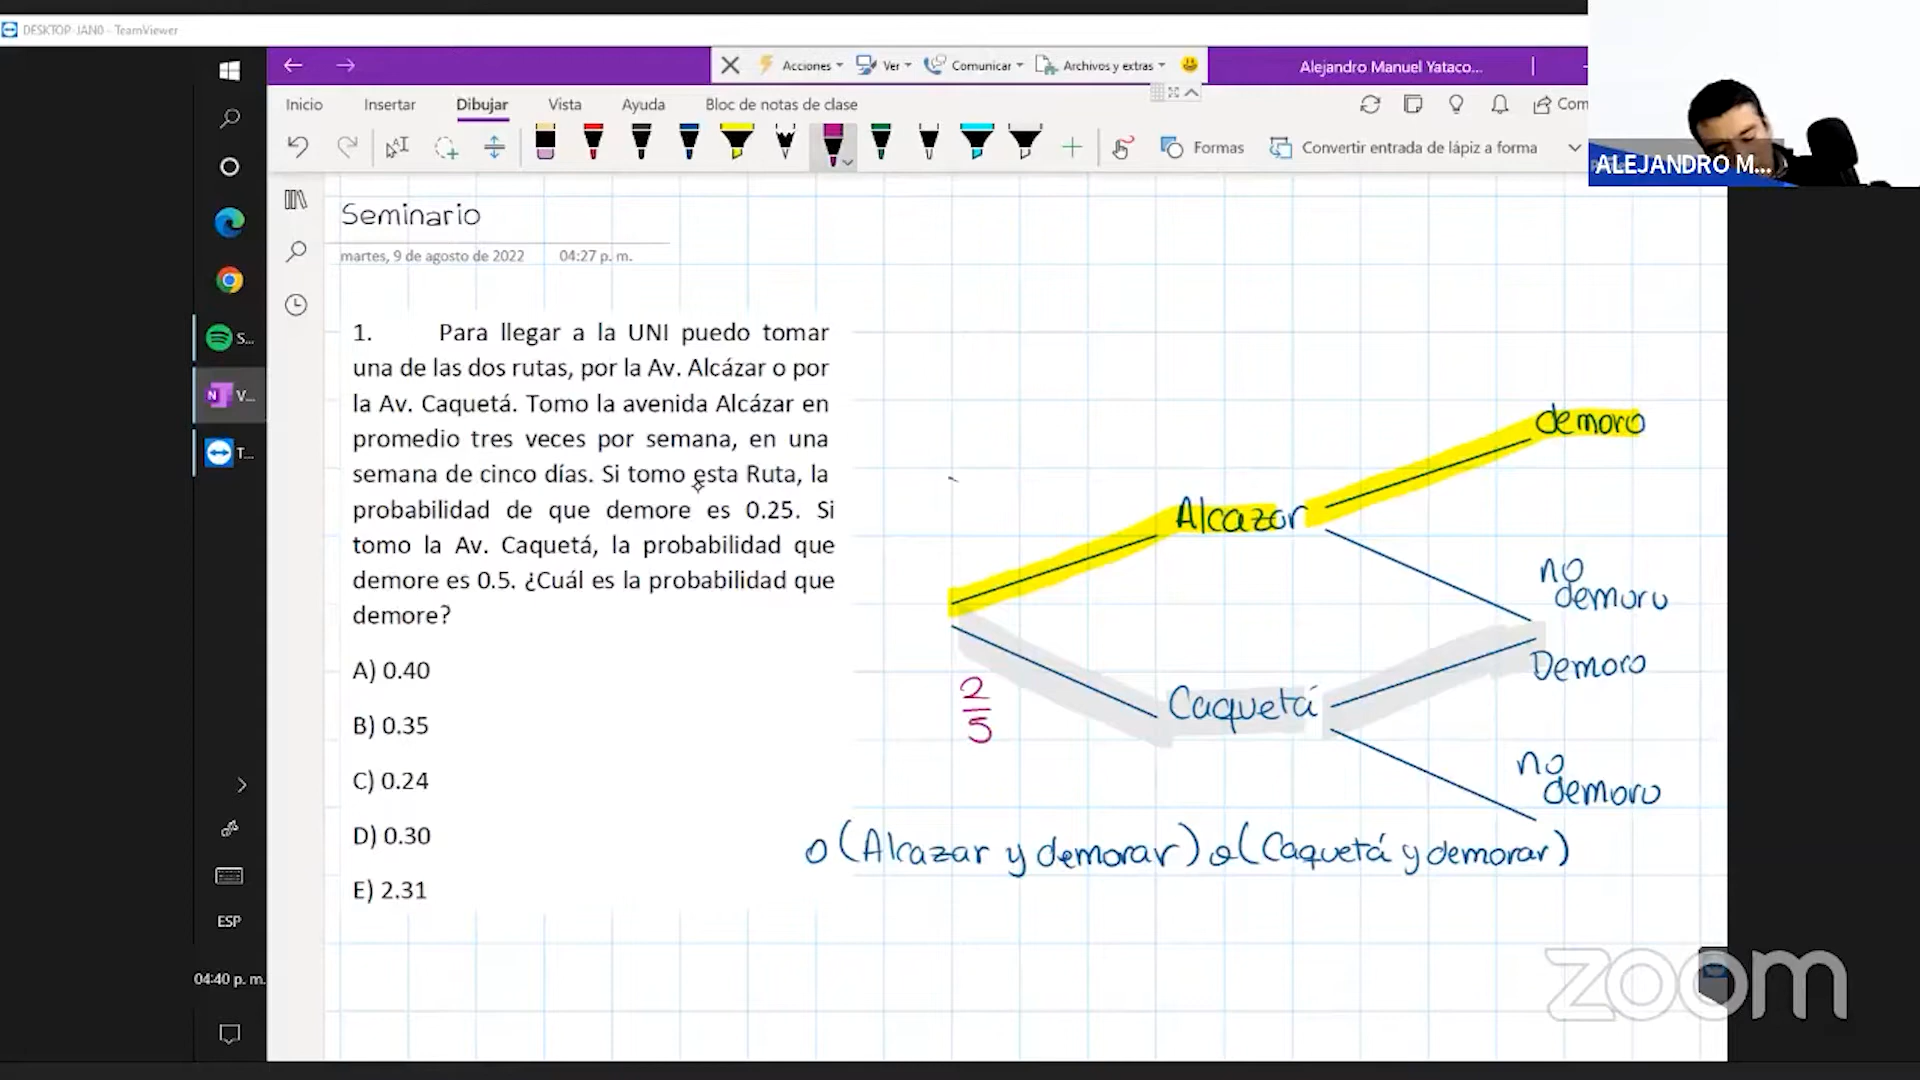 DESKTOP-JAN0 - TeamViewer
Acciones
Ver
Comunicar
Archivos y extras
Alejandro Manuel Yataco...
Inicio
Insertar
Dibujar
Vista
Ayuda
Bloc de notas de clase
Com
Formas
Convertir entrada de lápiz a forma
ALEJANDRO M...
Seminario
martes, 9 de agosto de 2022
04:27 p. m.
S...
V...
T...
1. Para llegar a la UNI puedo tomar
una de las dos rutas, por la Av. Alcázar o por
la Av. Caquetá. Tomo la avenida Alcázar en
promedio tres veces por semana, en una
semana de cinco días. Si tomo esta Ruta, la
probabilidad de que demore es 0.25. Si
tomo la Av. Caquetá, la probabilidad que
demore es 0.5. ¿Cuál es la probabilidad que
demore?
A) 0.40
B) 0.35
C) 0.24
D) 0.30
E) 2.31
demoro
Alcazar
no
demoro
Demoro
2
5
Caquetá
no
demoro
o (Alcazar y demorar) o (Caquetá y demorar)
ESP
04:40 p. m.
zoom